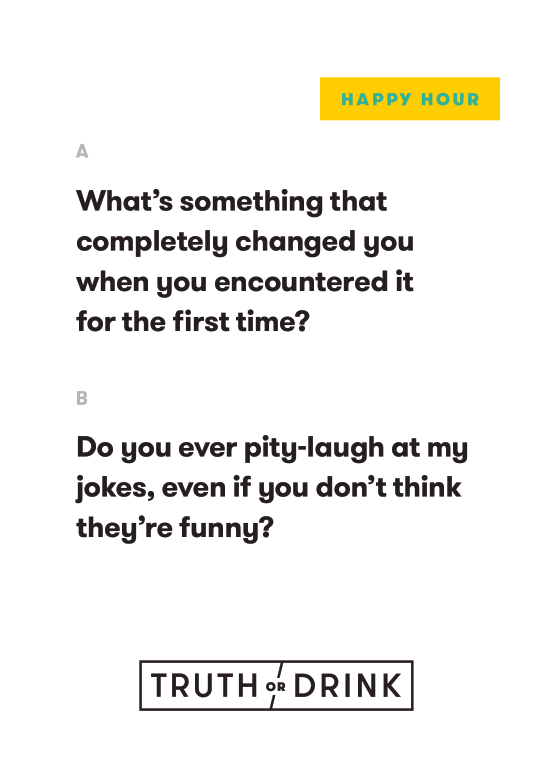 HAPPY HOUR
A
What’s something that
completely changed you
when you encountered it
for the first time?
B
Do you ever pity-laugh at my
jokes, even if you don’t think
they’re funny?
TRUTH OR DRINK